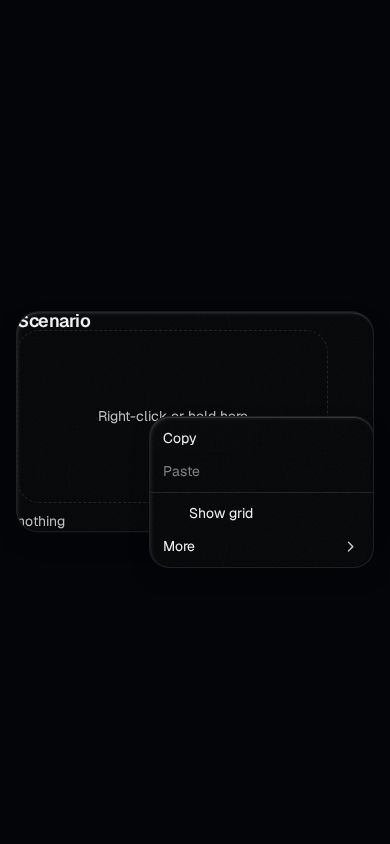 Scenario
Right-click or hold here
Copy
Paste
Show grid
nothing
More